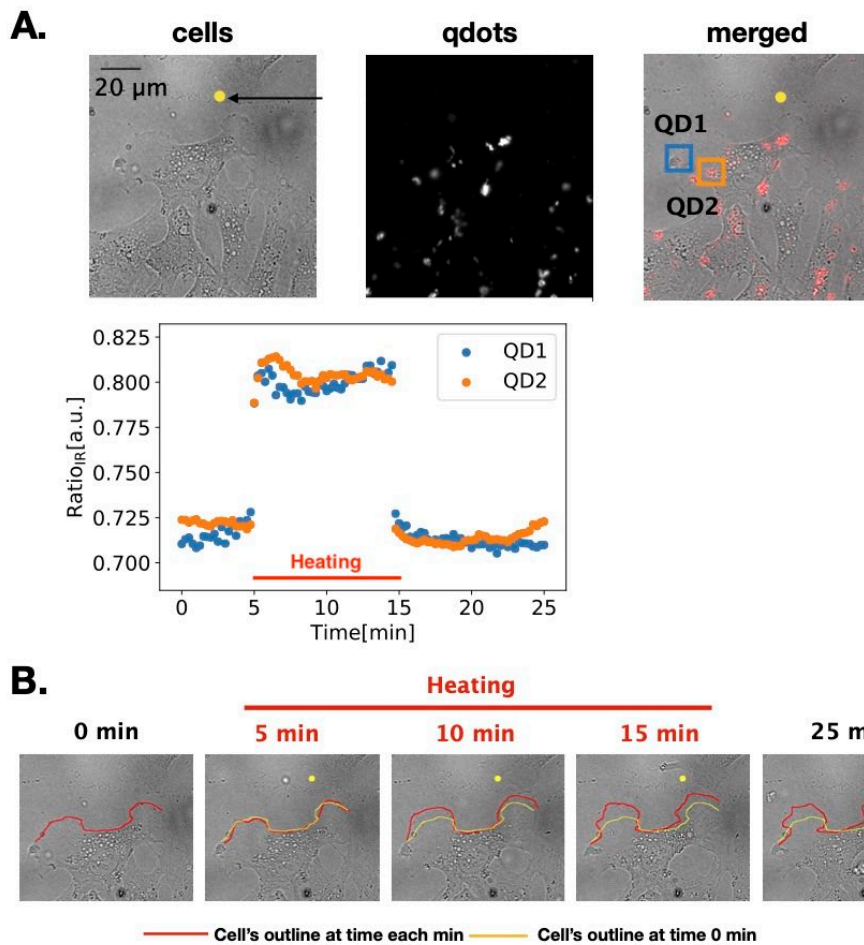 A.
cells qdots merged
20 μm
QD1
QD2
0.825
0.800
0.775
0.750
0.725
0.700
Ratio_IR[a.u.]
QD1
QD2
Heating
0 5 10 15 20 25
Time[min]
B.
Heating
0 min 5 min 10 min 15 min 25 m
Cell's outline at time each min Cell's outline at time 0 min